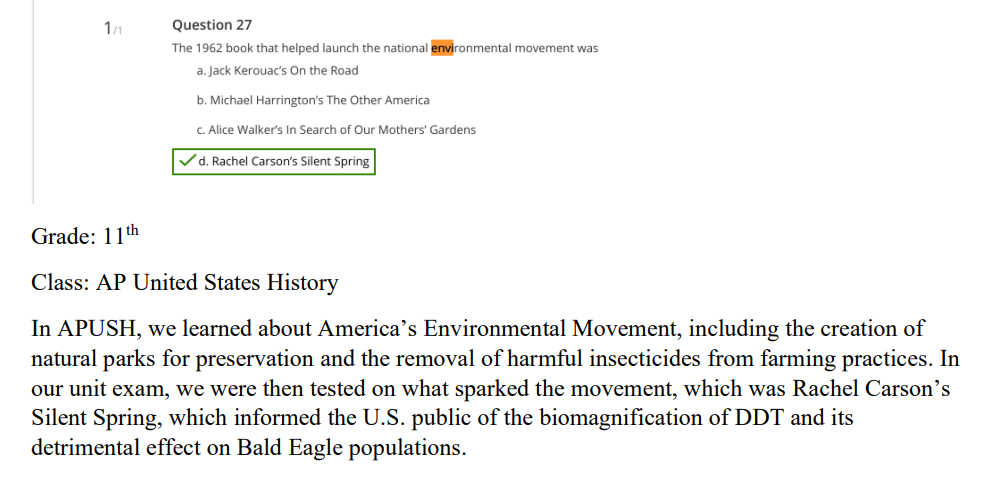 1/1
Question 27
The 1962 book that helped launch the national environmental movement was
a. Jack Kerouac's On the Road
b. Michael Harrington's The Other America
c. Alice Walker's In Search of Our Mothers' Gardens
d. Rachel Carson's Silent Spring
Grade: 11th
Class: AP United States History
In APUSH, we learned about America’s Environmental Movement, including the creation of
natural parks for preservation and the removal of harmful insecticides from farming practices. In
our unit exam, we were then tested on what sparked the movement, which was Rachel Carson’s
Silent Spring, which informed the U.S. public of the biomagnification of DDT and its
detrimental effect on Bald Eagle populations.